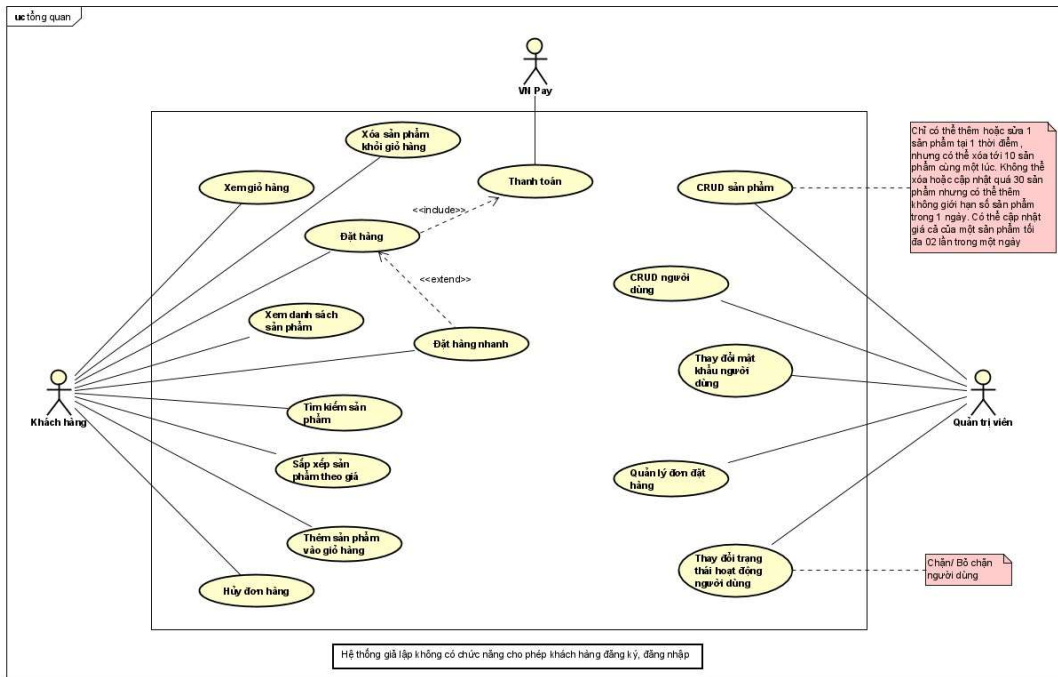 uc tổng quan
VN Pay
Xóa sản phẩm
khỏi giỏ hàng
Xem giỏ hàng
Thanh toán
CRUD sản phẩm
Chỉ có thể thêm hoặc sửa 1
sản phẩm tại 1 thời điểm ,
nhưng có thể xóa tới 10 sản
phẩm cùng một lúc. Không thể
xóa hoặc cập nhật quá 30 sản
phẩm nhưng có thể thêm
không giới hạn số sản phẩm
trong 1 ngày. Có thể cập nhật
giá cả của một sản phẩm tối
đa 02 lần trong một ngày
<<include>>
Đặt hàng
<<extend>>
CRUD người
dùng
Xem danh sách
sản phẩm
Đặt hàng nhanh
Thay đổi mật
khẩu người
dùng
Khách hàng
Quản trị viên
Tìm kiếm sản
phẩm
Sắp xếp sản
phẩm theo giá
Quản lý đơn đặt
hàng
Thêm sản phẩm
vào giỏ hàng
Thay đổi trạng
thái hoạt động
người dùng
Chặn/ Bỏ chặn
người dùng
Hủy đơn hàng
Hệ thống giả lập không có chức năng cho phép khách hàng đăng ký, đăng nhập